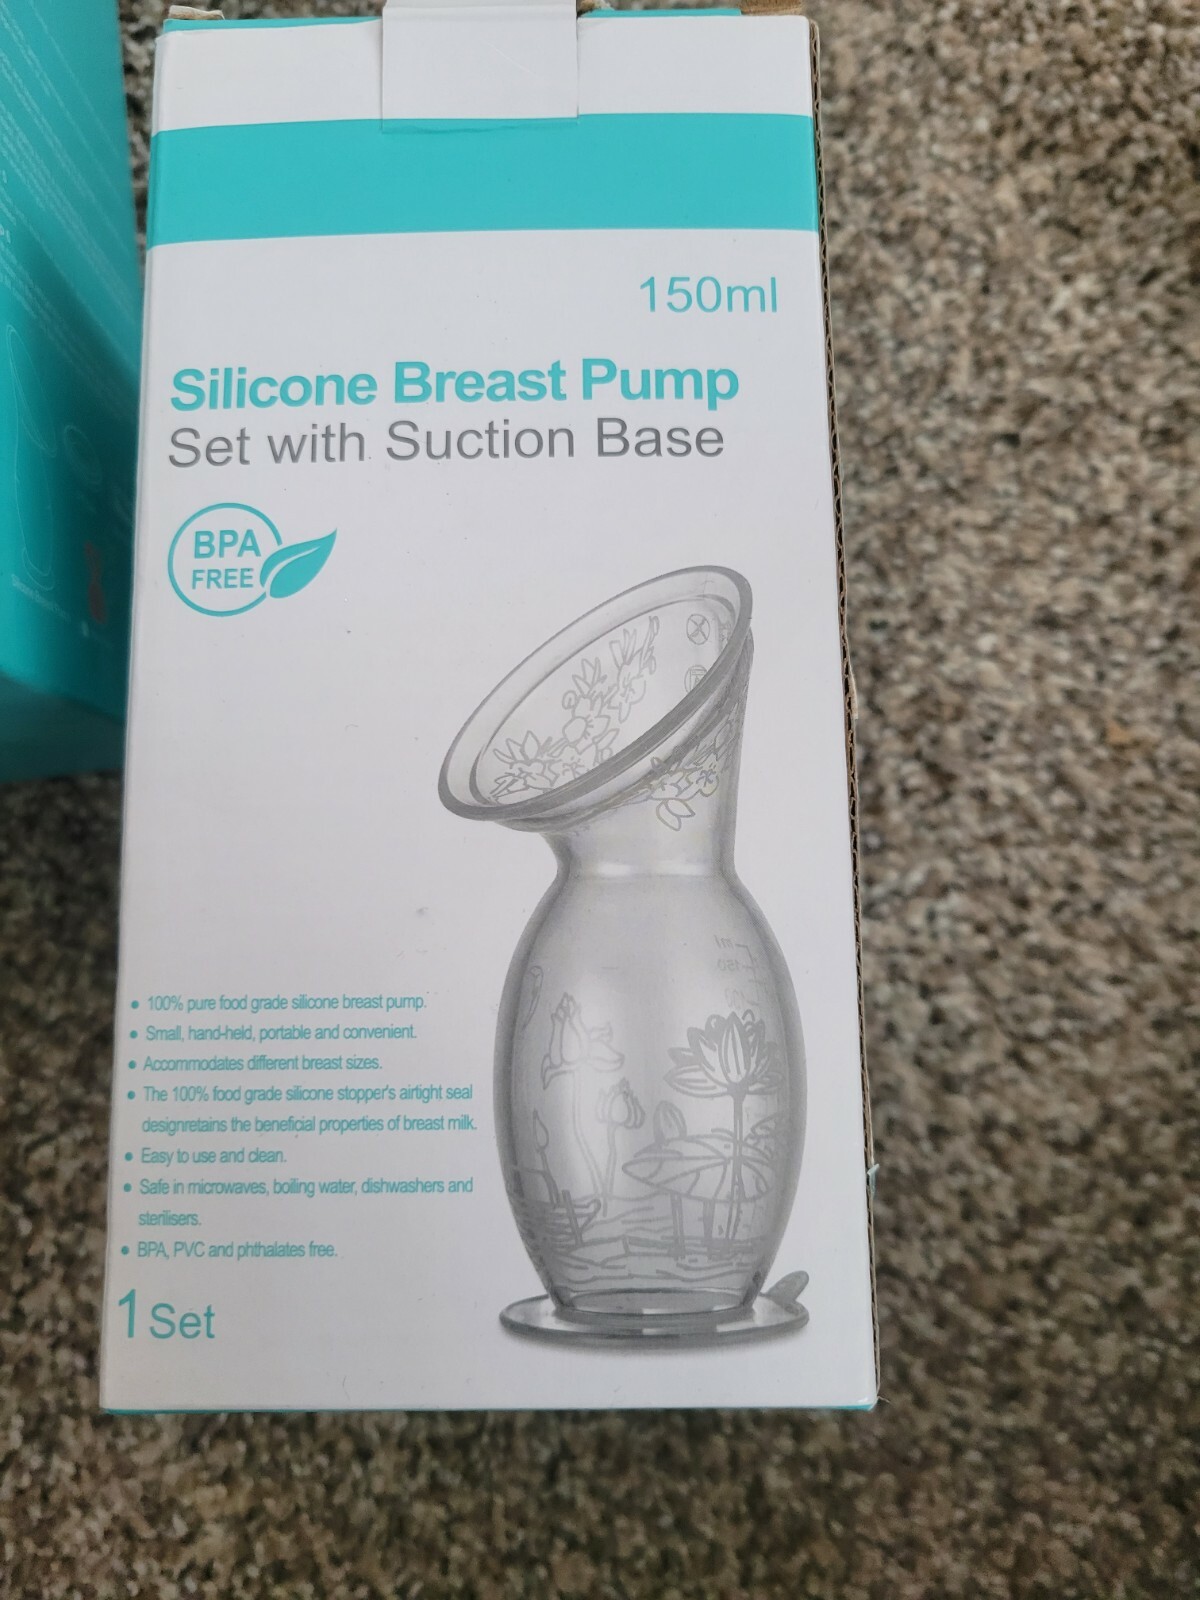 150ml
Silicone Breast Pump
Set with Suction Base
BPA
FREE
ml
150
• 100% pure food grade silicone breast pump.
• Small, hand-held, portable and convenient.
• Accommodates different breast sizes.
• The 100% food grade silicone stopper's airtight seal
designretains the beneficial properties of breast milk.
• Easy to use and clean.
• Safe in microwaves, boiling water, dishwashers and
sterilisers.
• BPA, PVC and phthalates free.
1 Set